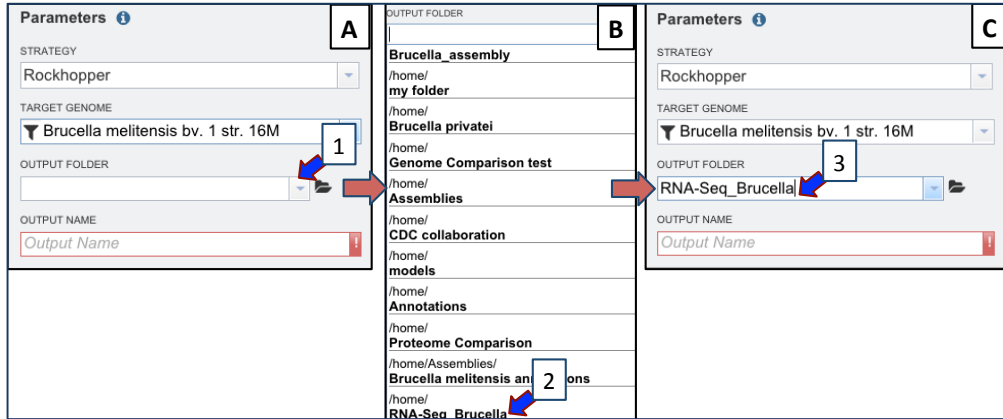 Parameters
A
STRATEGY
Rockhopper
TARGET GENOME
Brucella melitensis bv. 1 str. 16M
1
OUTPUT FOLDER
OUTPUT NAME
Output Name
!
OUTPUT FOLDER
B
Brucella_assembly
/home/
my folder
/home/
Brucella privatei
/home/
Genome Comparison test
/home/
Assemblies
/home/
CDC collaboration
/home/
models
/home/
Annotations
/home/
Proteome Comparison
/home/Assemblies/
Brucella melitensis
2
/home/
RNA-Seq_Brucella
Parameters
C
STRATEGY
Rockhopper
TARGET GENOME
Brucella melitensis bv. 1 str. 16M
OUTPUT FOLDER
3
RNA-Seq_Brucella
OUTPUT NAME
Output Name
!